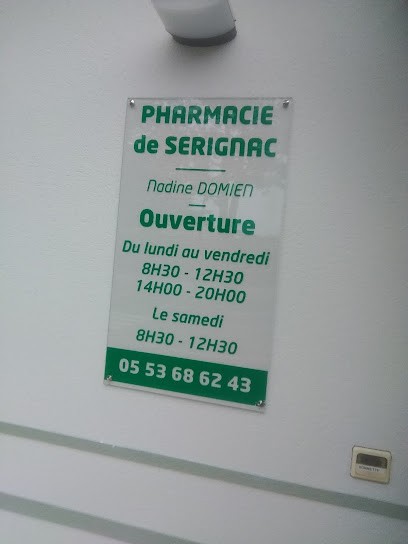 PHARMACIE
de SERIGNAC
Nadine DOMIEN
Ouverture
Du lundi au vendredi
8H30 - 12H30
14H00 - 20H00
Le samedi
8H30 - 12H30
05 53 68 62 43